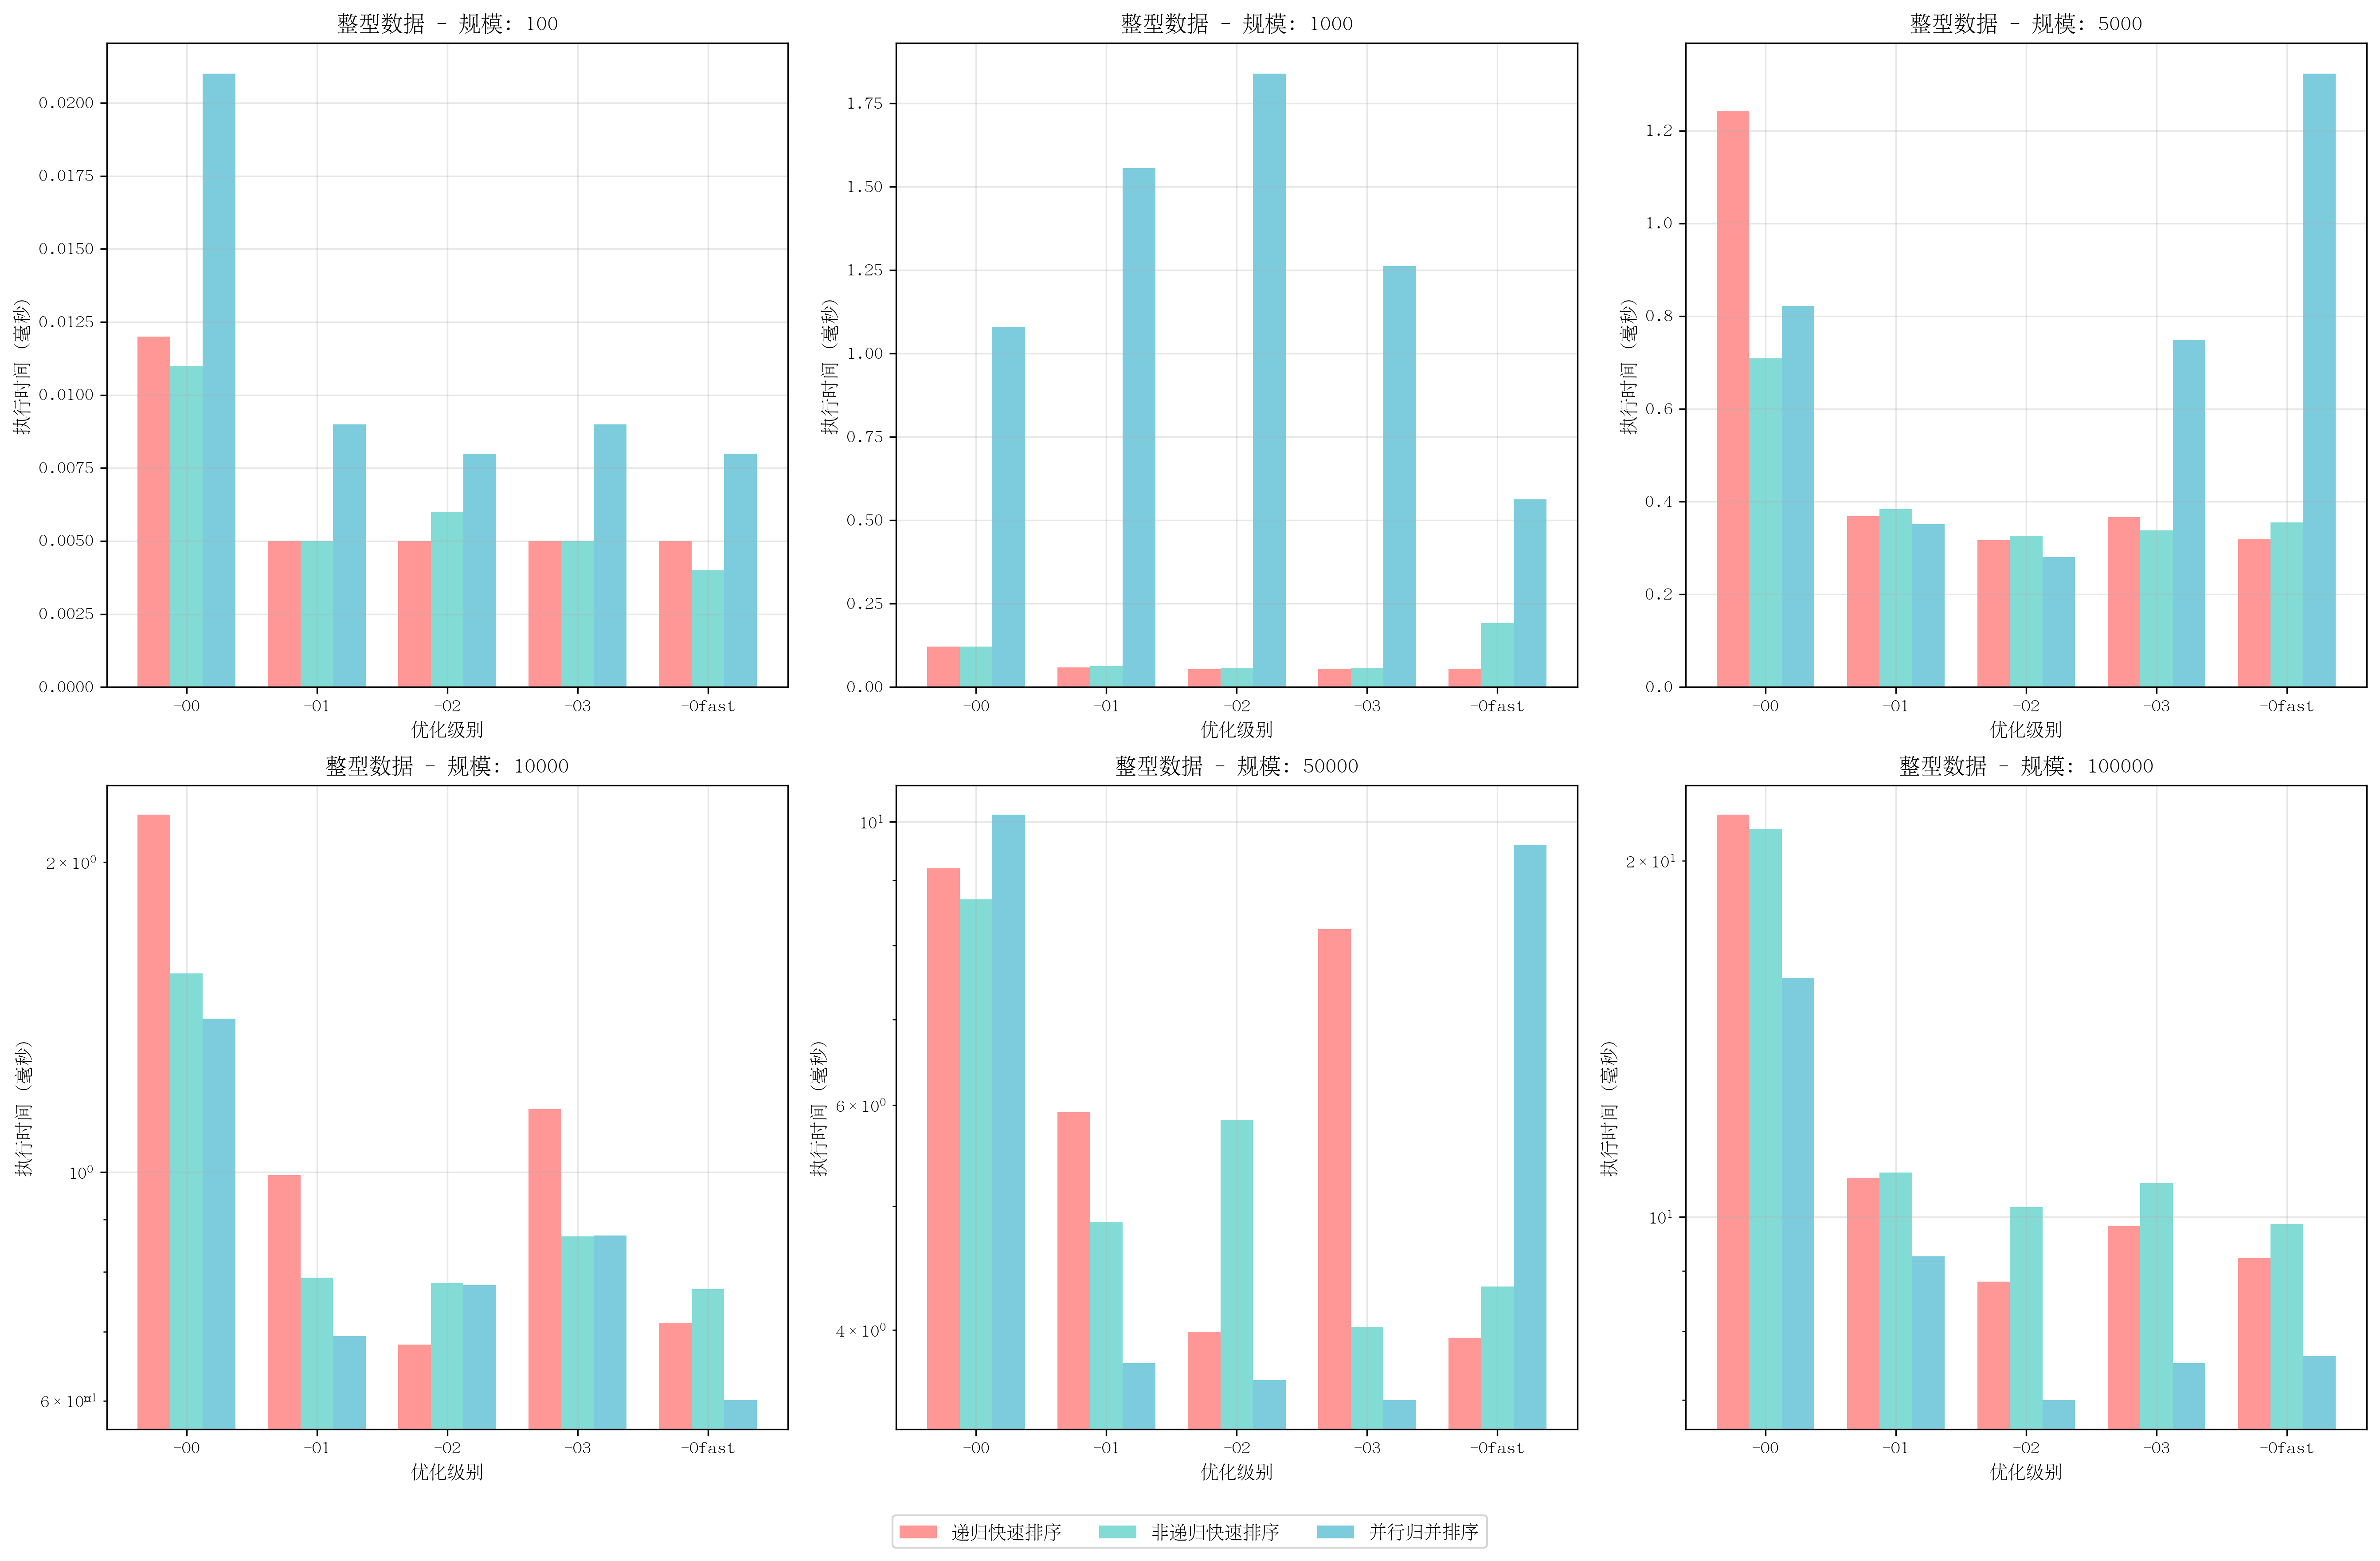 整型数据 - 规模: 100
0.0200
0.0175
0.0150
0.0125
0.0100
0.0075
0.0050
0.0025
0.0000
执行时间 (毫秒)
-O0 -O1 -O2 -O3 -Ofast
优化级别
整型数据 - 规模: 1000
1.75
1.50
1.25
1.00
0.75
0.50
0.25
0.00
执行时间 (毫秒)
-O0 -O1 -O2 -O3 -Ofast
优化级别
整型数据 - 规模: 5000
1.2
1.0
0.8
0.6
0.4
0.2
0.0
执行时间 (毫秒)
-O0 -O1 -O2 -O3 -Ofast
优化级别
整型数据 - 规模: 10000
2 × 10⁰
10⁰
6 × 10¤¹
执行时间 (毫秒)
-O0 -O1 -O2 -O3 -Ofast
优化级别
整型数据 - 规模: 50000
10¹
6 × 10⁰
4 × 10⁰
执行时间 (毫秒)
-O0 -O1 -O2 -O3 -Ofast
优化级别
整型数据 - 规模: 100000
2 × 10¹
10¹
执行时间 (毫秒)
-O0 -O1 -O2 -O3 -Ofast
优化级别
递归快速排序 非递归快速排序 并行归并排序